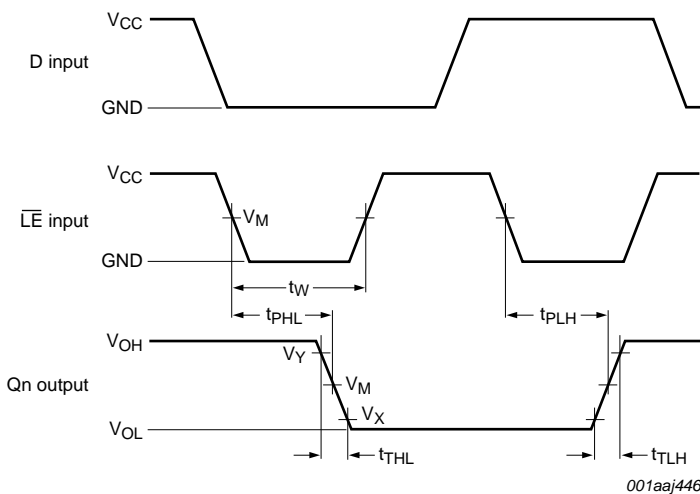 VCC
D input
GND
VCC
LE input
VM
GND
tW
tPHL
tPLH
VOH
VY
Qn output
VM
VX
VOL
tTHL
tTLH
001aaj446